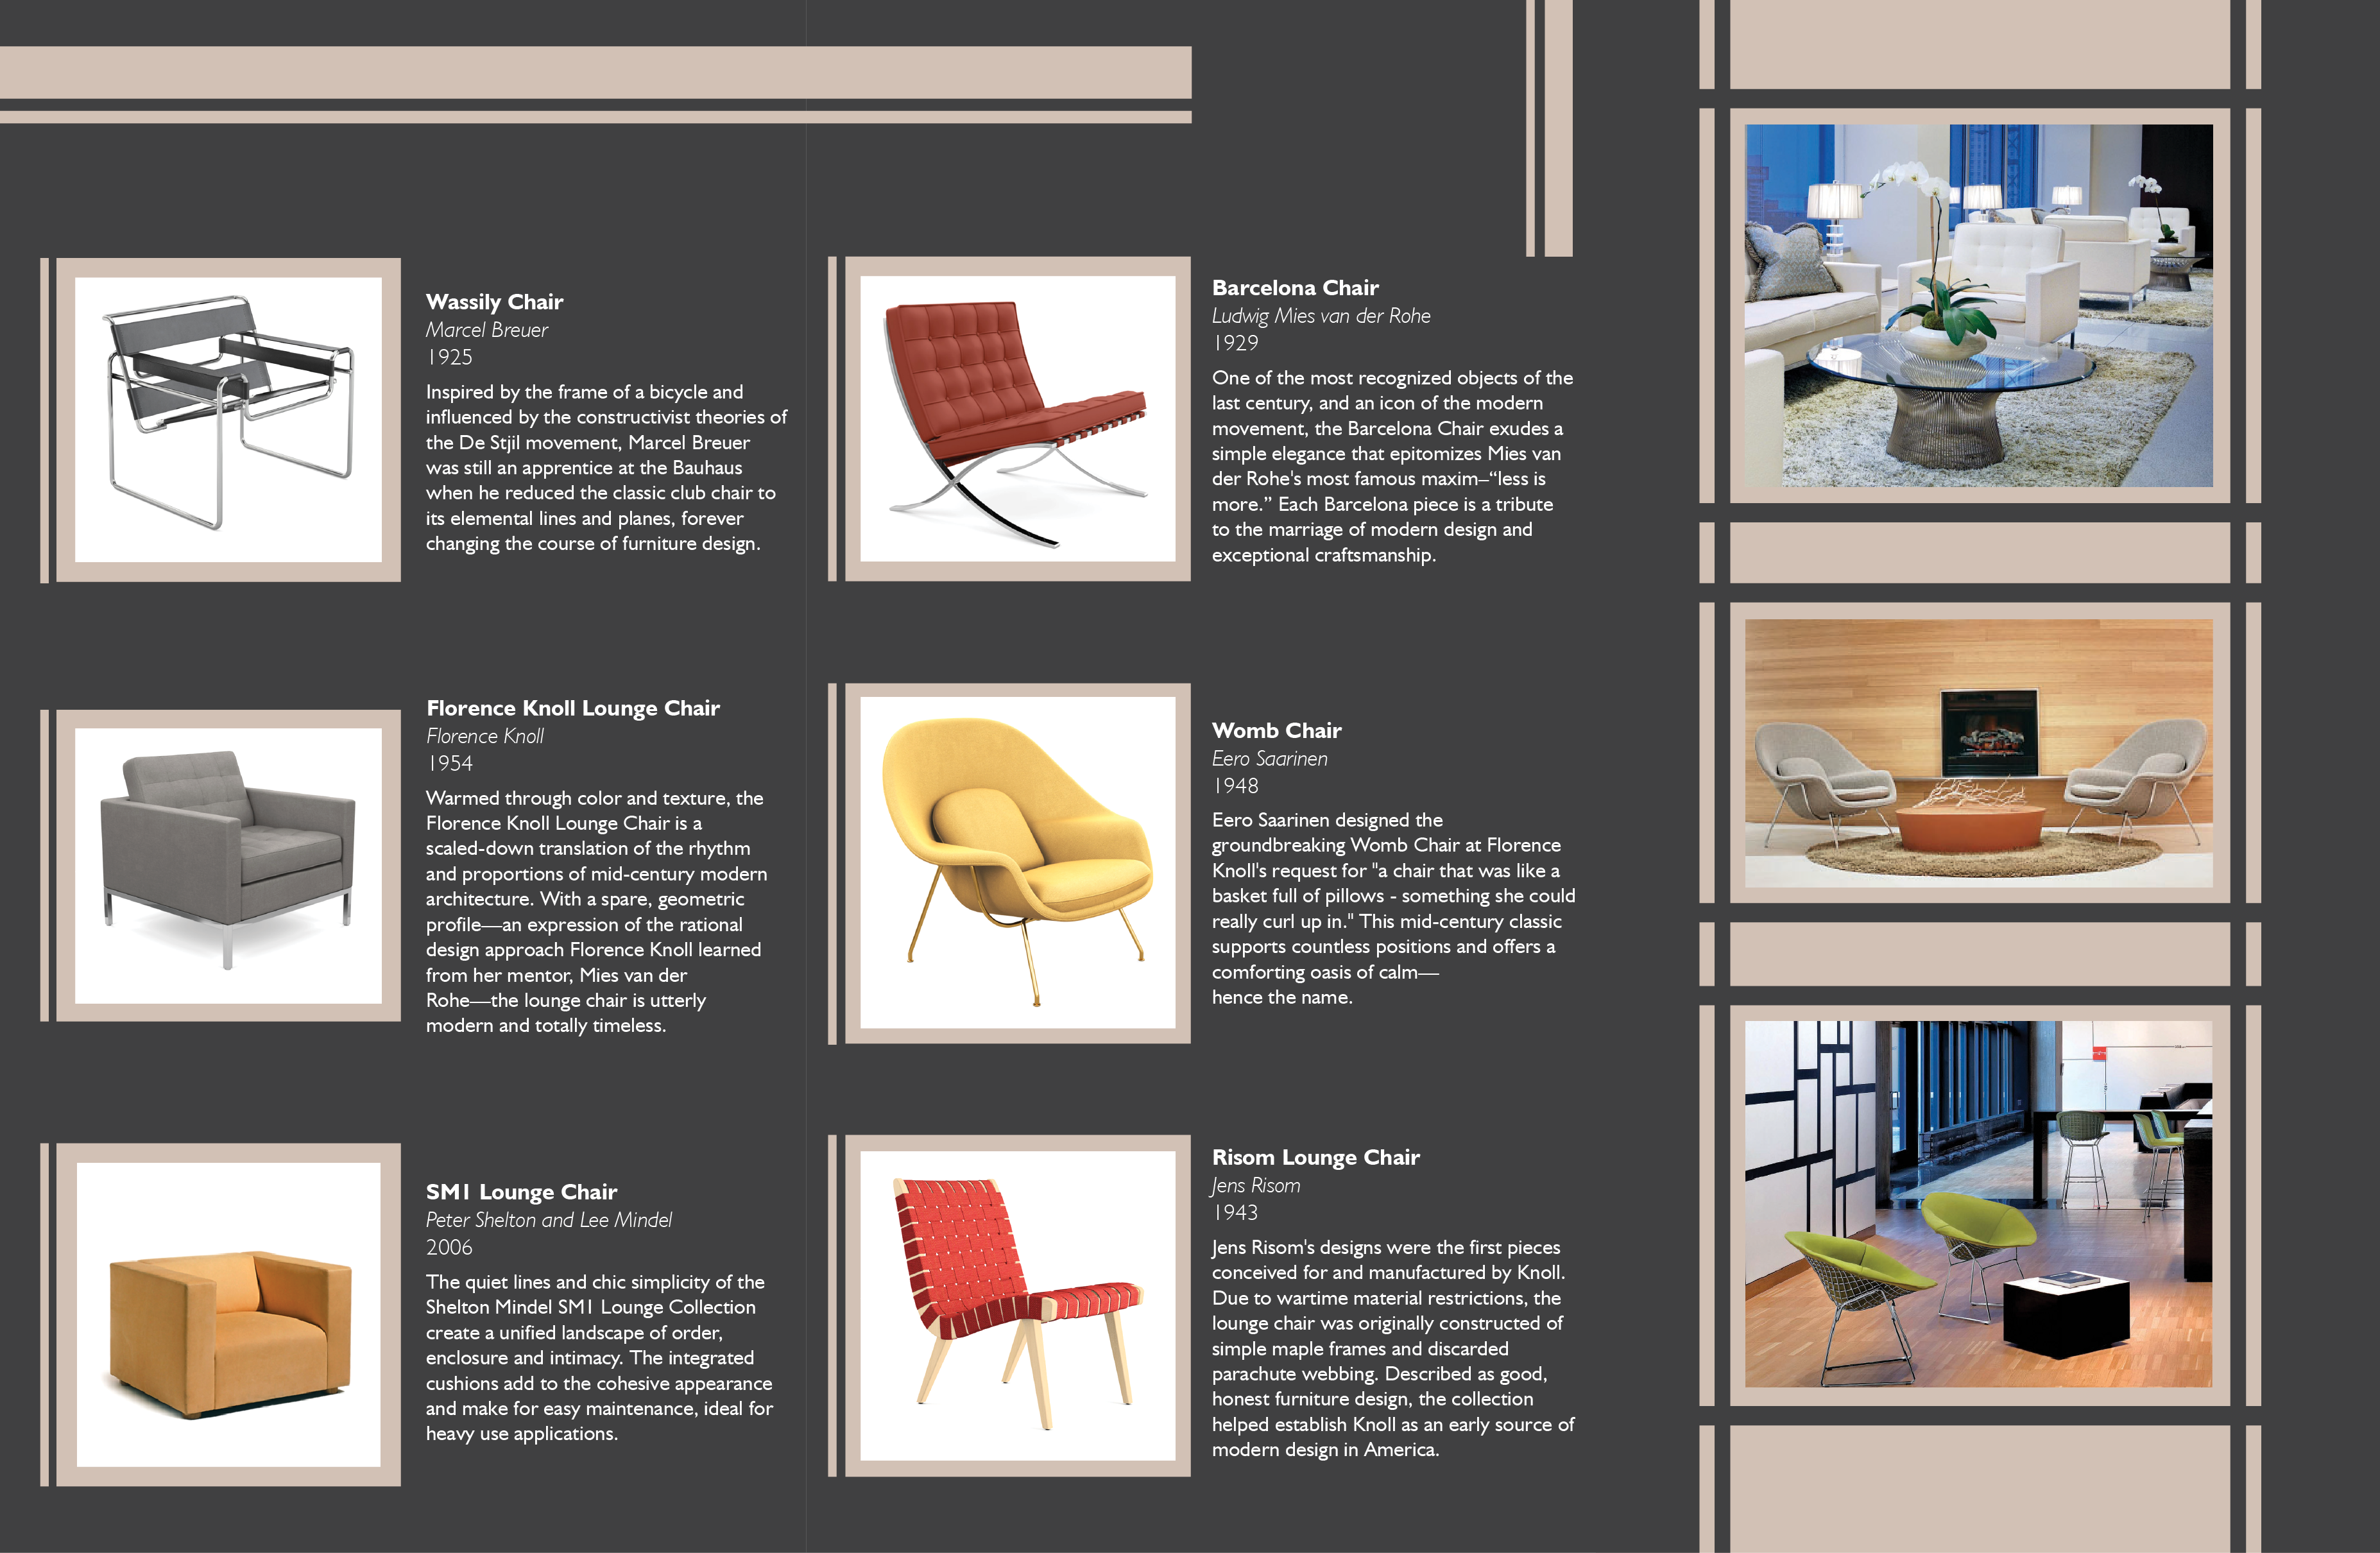 Wassily Chair
Marcel Breuer
1925
Inspired by the frame of a bicycle and
influenced by the constructivist theories of
the De Stjil movement, Marcel Breuer
was still an apprentice at the Bauhaus
when he reduced the classic club chair to
its elemental lines and planes, forever
changing the course of furniture design.
Florence Knoll Lounge Chair
Florence Knoll
1954
Warmed through color and texture, the
Florence Knoll Lounge Chair is a
scaled-down translation of the rhythm
and proportions of mid-century modern
architecture. With a spare, geometric
profile—an expression of the rational
design approach Florence Knoll learned
from her mentor, Mies van der
Rohe—the lounge chair is utterly
modern and totally timeless.
SM1 Lounge Chair
Peter Shelton and Lee Mindel
2006
The quiet lines and chic simplicity of the
Shelton Mindel SM1 Lounge Collection
create a unified landscape of order,
enclosure and intimacy. The integrated
cushions add to the cohesive appearance
and make for easy maintenance, ideal for
heavy use applications.
Barcelona Chair
Ludwig Mies van der Rohe
1929
One of the most recognized objects of the
last century, and an icon of the modern
movement, the Barcelona Chair exudes a
simple elegance that epitomizes Mies van
der Rohe's most famous maxim–“less is
more.” Each Barcelona piece is a tribute
to the marriage of modern design and
exceptional craftsmanship.
Womb Chair
Eero Saarinen
1948
Eero Saarinen designed the
groundbreaking Womb Chair at Florence
Knoll's request for "a chair that was like a
basket full of pillows - something she could
really curl up in." This mid-century classic
supports countless positions and offers a
comforting oasis of calm—
hence the name.
Risom Lounge Chair
Jens Risom
1943
Jens Risom's designs were the first pieces
conceived for and manufactured by Knoll.
Due to wartime material restrictions, the
lounge chair was originally constructed of
simple maple frames and discarded
parachute webbing. Described as good,
honest furniture design, the collection
helped establish Knoll as an early source of
modern design in America.